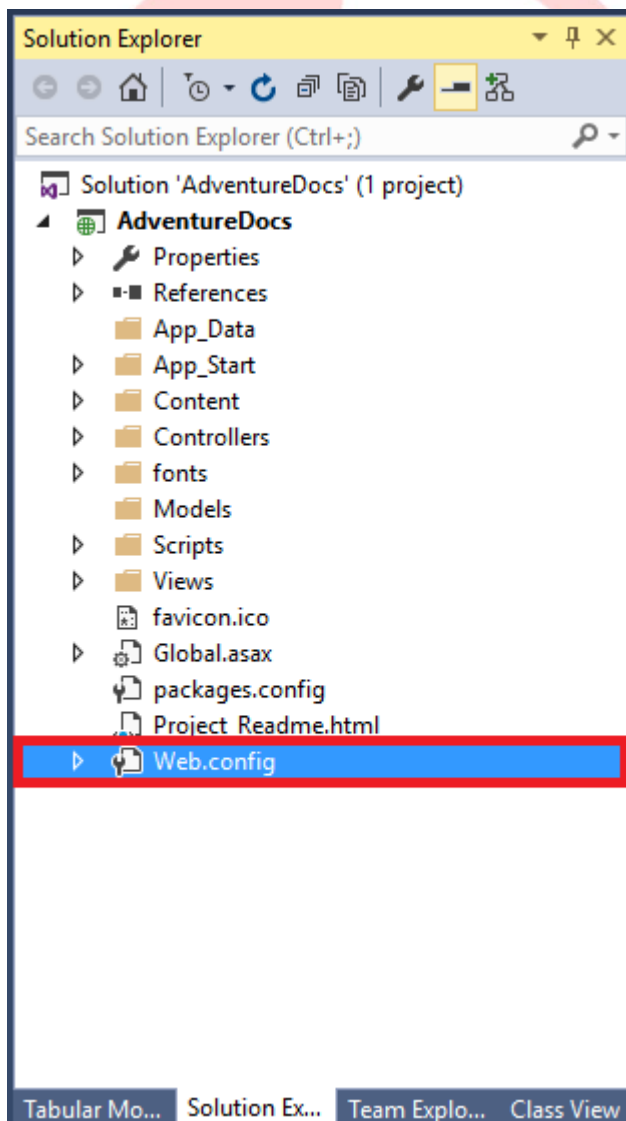 Solution Explorer
Search Solution Explorer (Ctrl+;)
Solution 'AdventureDocs' (1 project)
AdventureDocs
Properties
References
App_Data
App_Start
Content
Controllers
fonts
Models
Scripts
Views
favicon.ico
Global.asax
packages.config
Project_Readme.html
Web.config
Tabular Mo... Solution Ex... Team Explo... Class View